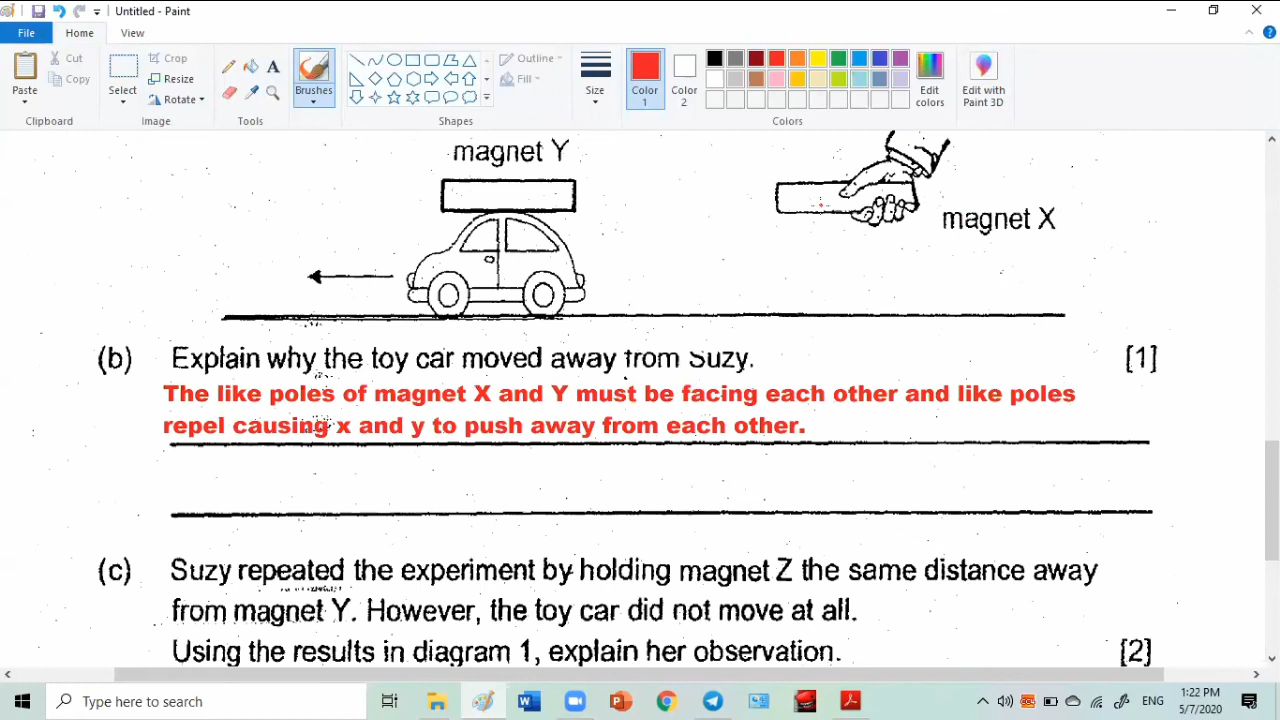 Untitled - Paint
File
Home
View
Cut
Copy
Paste
Clipboard
Select
Crop
Resize
Rotate
Image
Tools
Brushes
Outline
Fill
Shapes
Size
Color
1
Color
2
Edit
colors
Edit with
Paint 3D
Colors
magnet Y
magnet X
(b) Explain why the toy car moved away from Suzy. [1]
The like poles of magnet X and Y must be facing each other and like poles
repel causing x and y to push away from each other.
(c) Suzy repeated the experiment by holding magnet Z the same distance away
from magnet Y. However, the toy car did not move at all.
Using the results in diagram 1, explain her observation. [2]
Type here to search
ENG
1:22 PM
5/7/2020